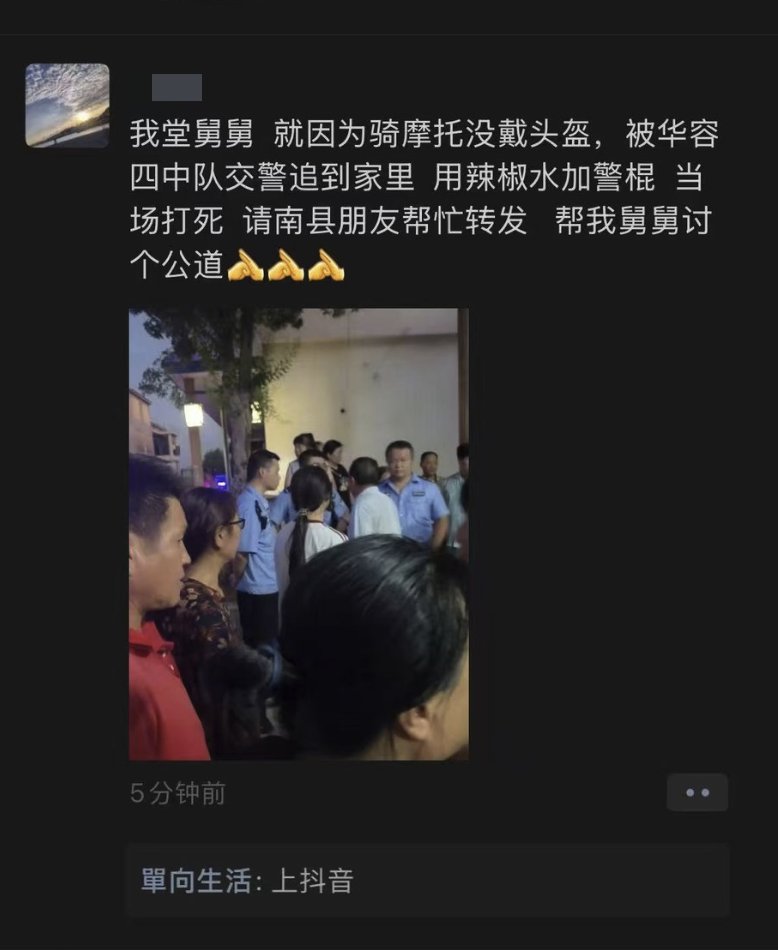 我堂舅舅 就因为骑摩托没戴头盔，被华容
四中队交警追到家里 用辣椒水加警棍 当
场打死 请南县朋友帮忙转发 帮我舅舅讨
个公道🫴🫴🫴
5分钟前
單向生活: 上抖音